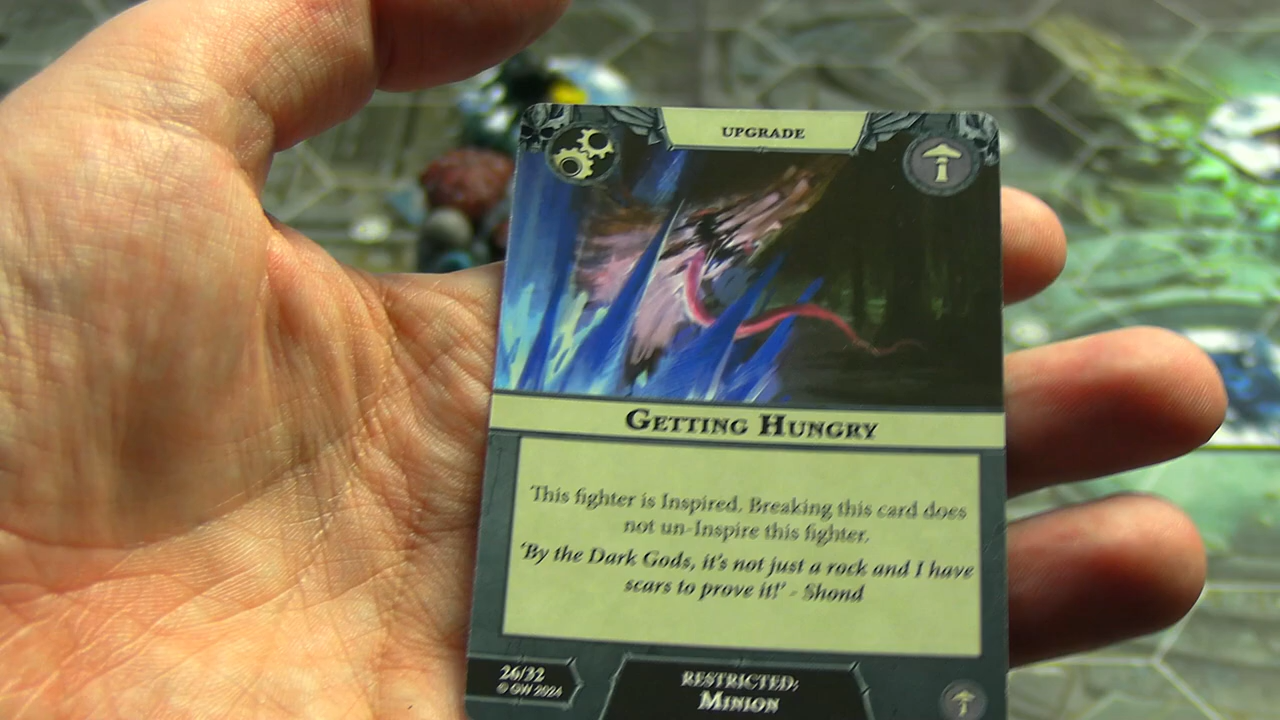 UPGRADE
GETTING HUNGRY
This fighter is Inspired. Breaking this card does
not un-Inspire this fighter.
'By the Dark Gods, it's not just a rock and I have
scars to prove it!' - Shond
26/32
© GW 2024
RESTRICTED:
MINION